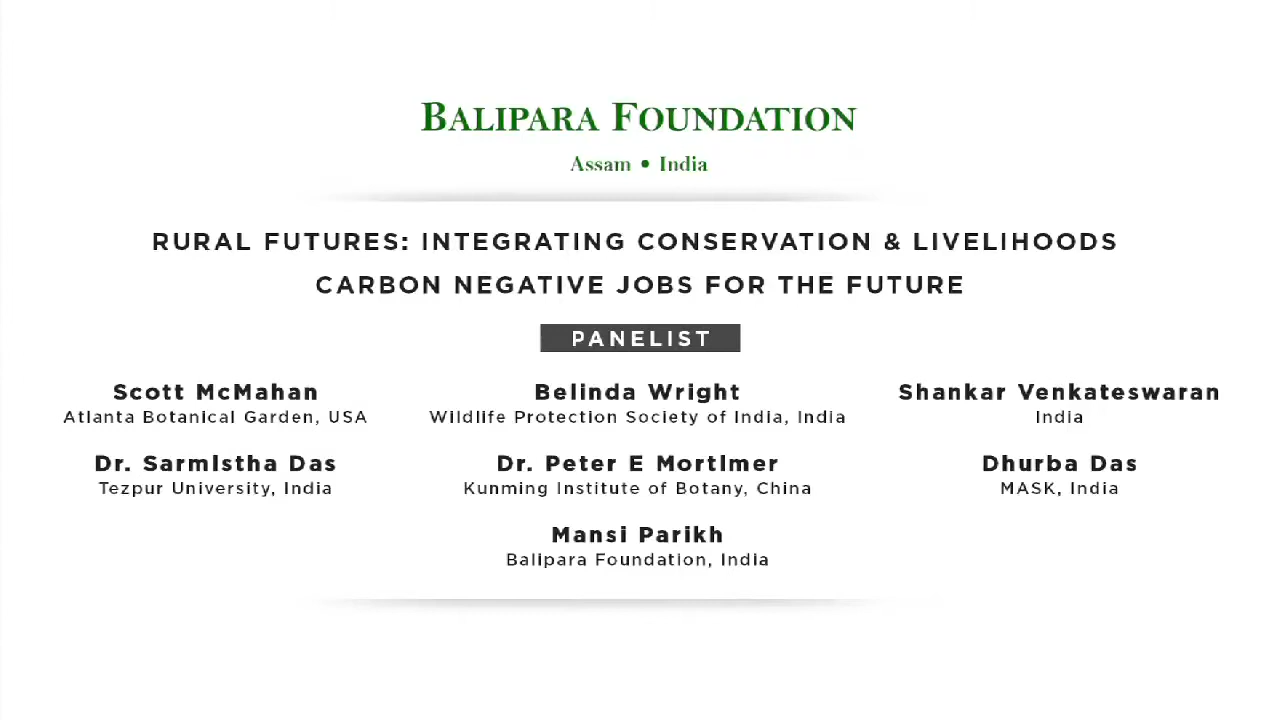 BALIPARA FOUNDATION
Assam • India
RURAL FUTURES: INTEGRATING CONSERVATION & LIVELIHOODS
CARBON NEGATIVE JOBS FOR THE FUTURE
PANELIST
Scott McMahan
Atlanta Botanical Garden, USA
Belinda Wright
Wildlife Protection Society of India, India
Shankar Venkateswaran
India
Dr. Sarmistha Das
Tezpur University, India
Dr. Peter E Mortimer
Kunming Institute of Botany, China
Dhurba Das
MASK, India
Mansi Parikh
Balipara Foundation, India